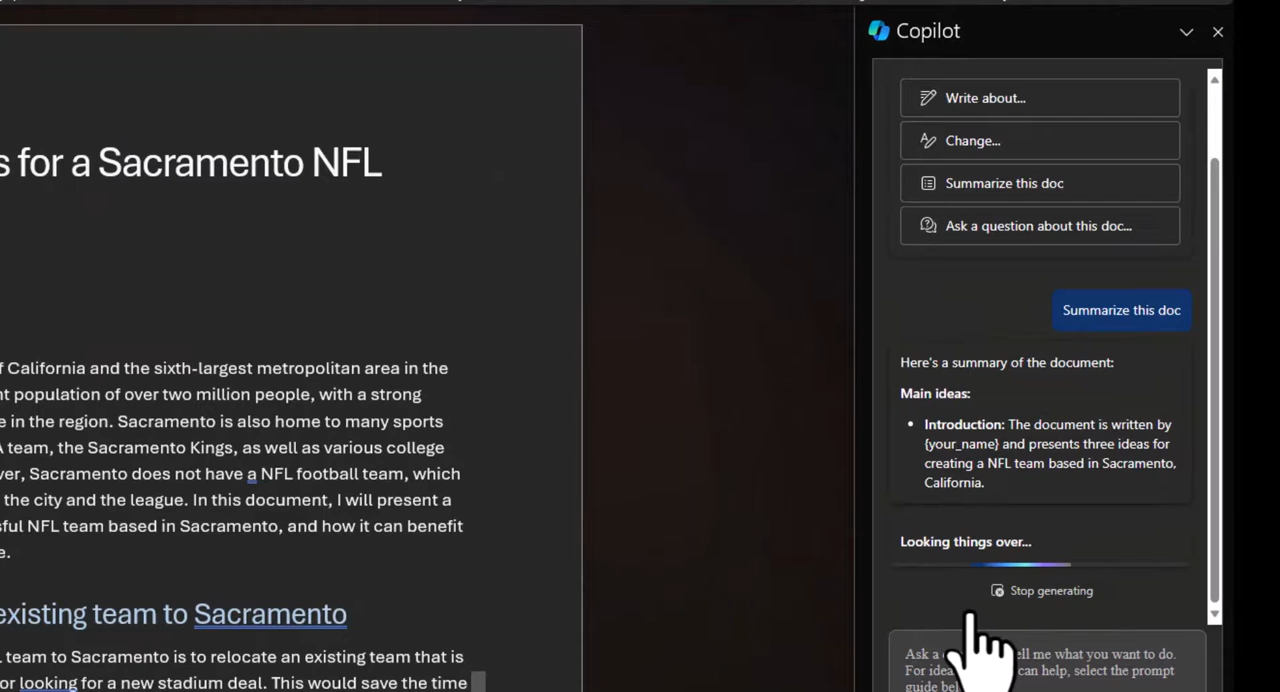 s for a Sacramento NFL
f California and the sixth-largest metropolitan area in the
nt population of over two million people, with a strong
e in the region. Sacramento is also home to many sports
A team, the Sacramento Kings, as well as various college
ver, Sacramento does not have a NFL football team, which
the city and the league. In this document, I will present a
sful NFL team based in Sacramento, and how it can benefit
e.
existing team to Sacramento
team to Sacramento is to relocate an existing team that is
or looking for a new stadium deal. This would save the time
Copilot
Write about...
Change...
Summarize this doc
Ask a question about this doc...
Summarize this doc
Here's a summary of the document:
Main ideas:
• Introduction: The document is written by
{your_name} and presents three ideas for
creating a NFL team based in Sacramento,
California.
Looking things over...
Stop generating
Ask a ell me what you want to do.
For can help, select the prompt
guide